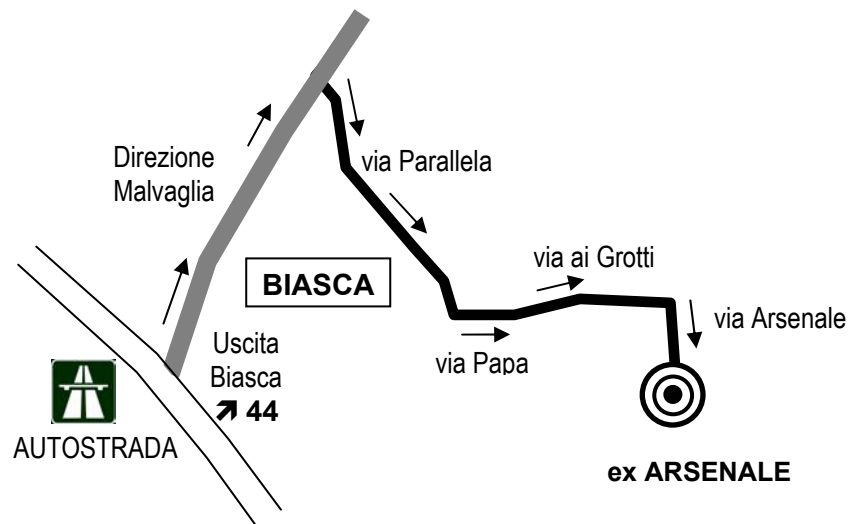 Direzione
Malvaglia
via Parallela
BIASCA
via ai Grotti
via Papa
via Arsenale
Uscita
Biasca
↗ 44
AUTOSTRADA
ex ARSENALE